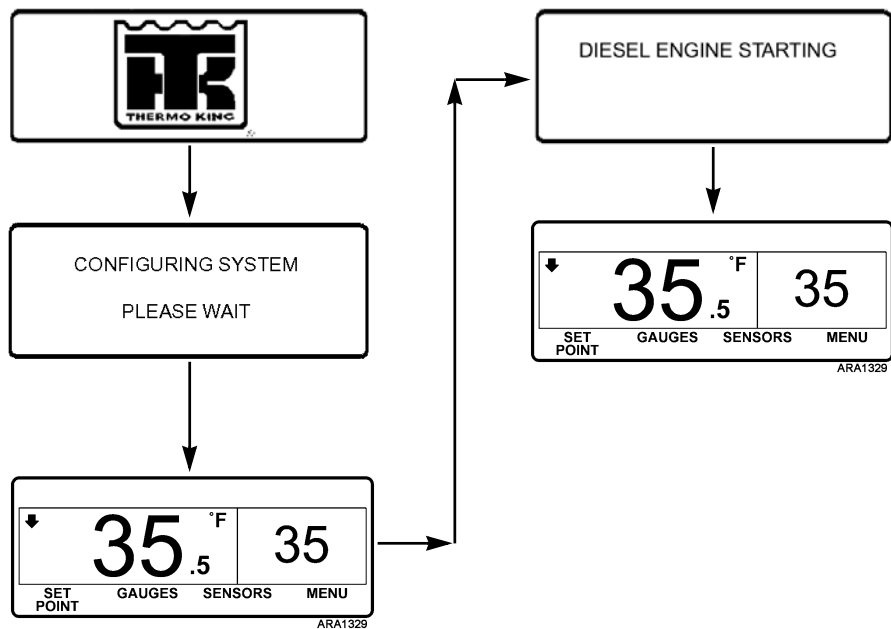 THERMO KING
CONFIGURING SYSTEM
PLEASE WAIT
35.5 °F 35
SET POINT GAUGES SENSORS MENU
ARA1329
DIESEL ENGINE STARTING
35.5 °F 35
SET POINT GAUGES SENSORS MENU
ARA1329